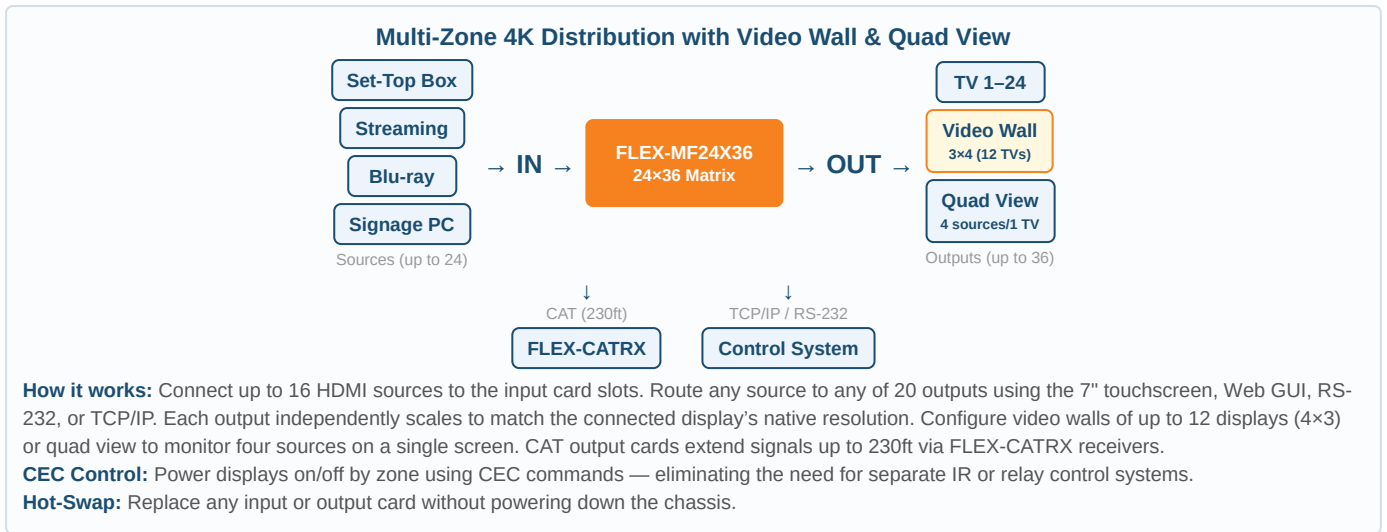 Multi-Zone 4K Distribution with Video Wall & Quad View
Set-Top Box
Streaming
Blu-ray
Signage PC
Sources (up to 24)
→ IN →
FLEX-MF24X36
24×36 Matrix
→ OUT →
TV 1–24
Video Wall
3×4 (12 TVs)
Quad View
4 sources/1 TV
Outputs (up to 36)
↓
CAT (230ft)
FLEX-CATRX
↓
TCP/IP / RS-232
Control System
How it works: Connect up to 16 HDMI sources to the input card slots. Route any source to any of 20 outputs using the 7" touchscreen, Web GUI, RS-
232, or TCP/IP. Each output independently scales to match the connected display’s native resolution. Configure video walls of up to 12 displays (4×3)
or quad view to monitor four sources on a single screen. CAT output cards extend signals up to 230ft via FLEX-CATRX receivers.
CEC Control: Power displays on/off by zone using CEC commands — eliminating the need for separate IR or relay control systems.
Hot-Swap: Replace any input or output card without powering down the chassis.